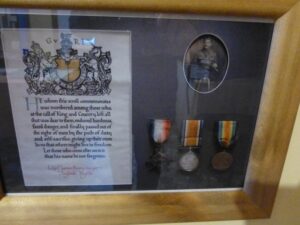 He whom this scroll commemorates
was numbered among those who,
at the call of King and Country, left all
that was dear to them, endured hardness,
faced danger, and finally passed out of
the sight of men by the path of duty
and self-sacrifice, giving up their own
lives that others might live in freedom.
Let those who come after see to it
that his name be not forgotten.